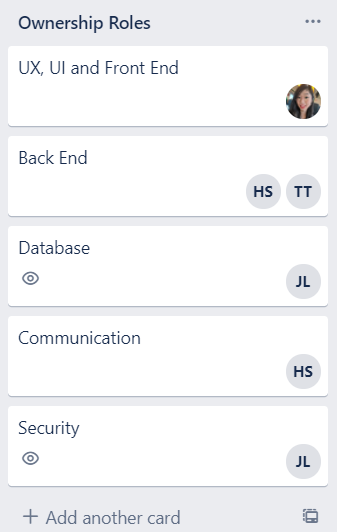 Ownership Roles
UX, UI and Front End
Back End
HS TT
Database
JL
Communication
HS
Security
JL
Add another card